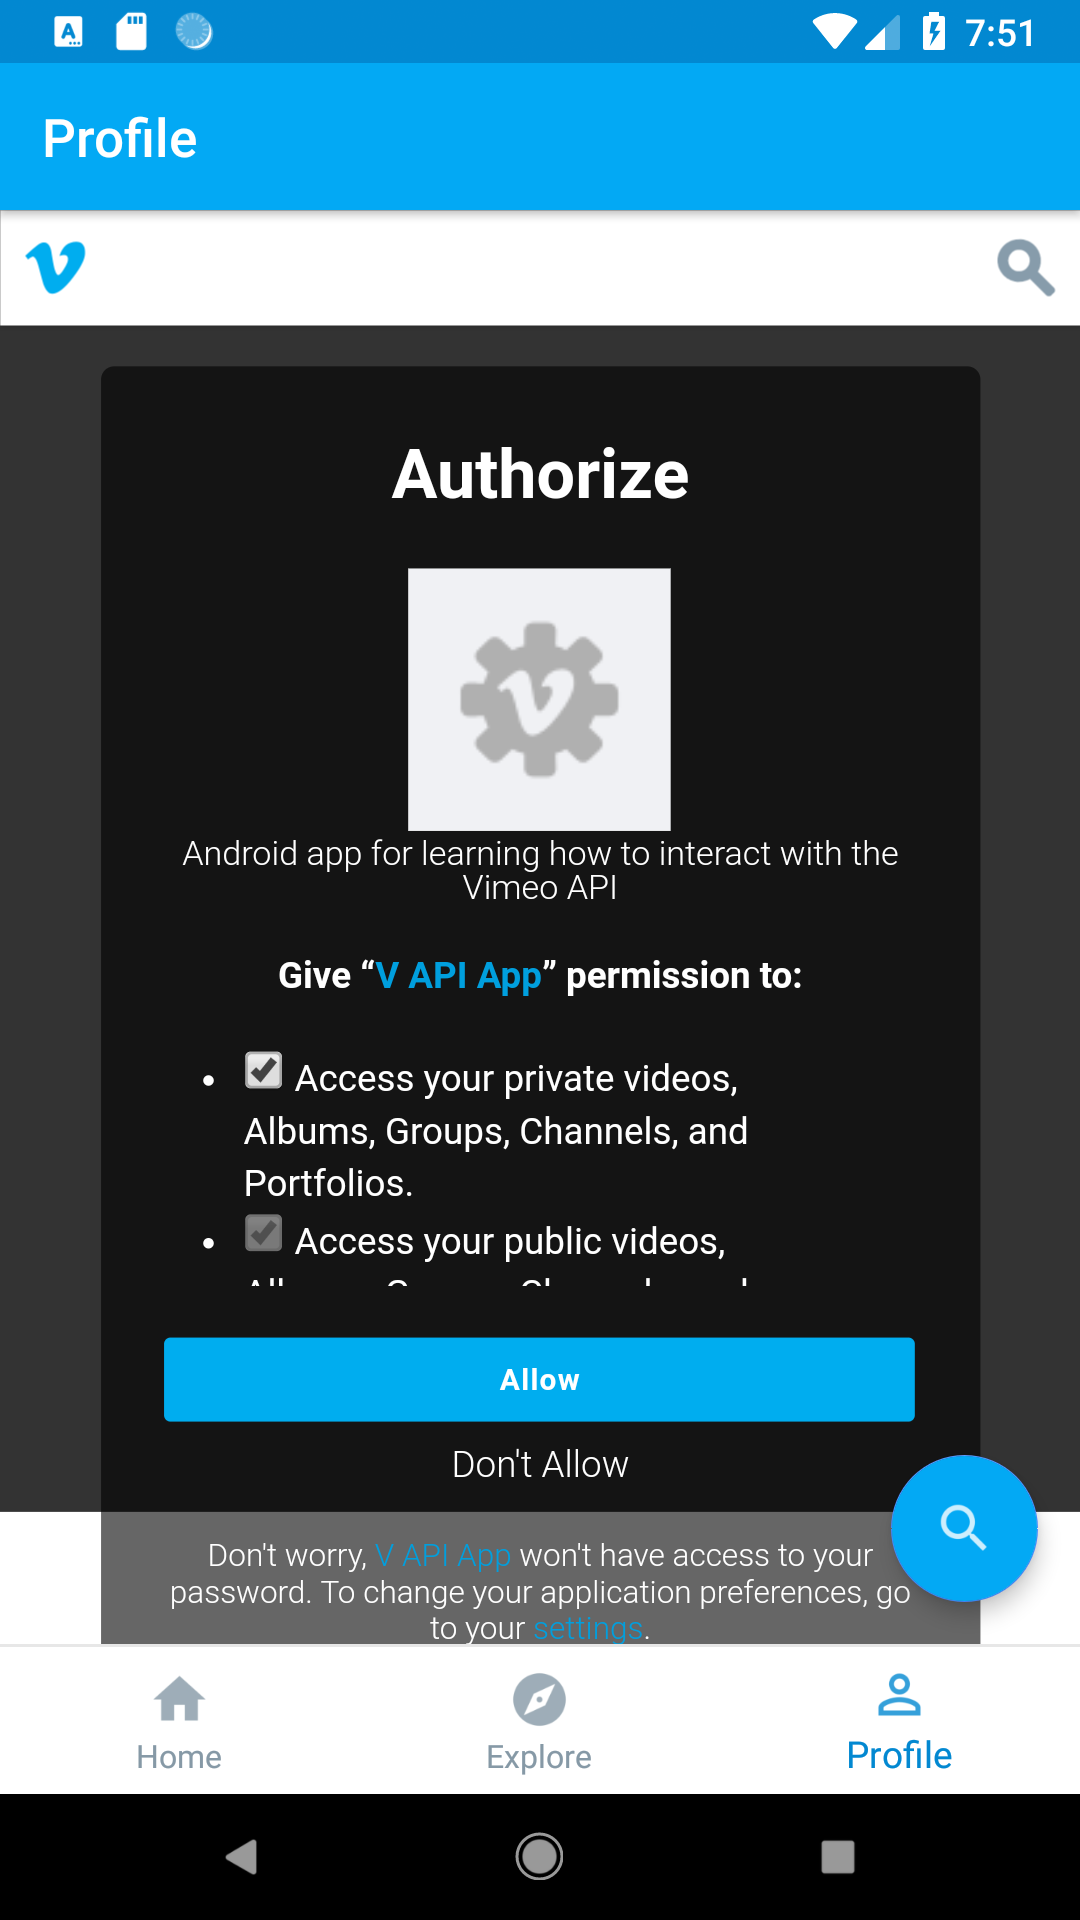 7:51
Profile
Authorize
Android app for learning how to interact with the
Vimeo API
Give “V API App” permission to:
Access your private videos,
Albums, Groups, Channels, and
Portfolios.
Access your public videos,
Allow
Don't Allow
Don't worry, V API App won't have access to your
password. To change your application preferences, go
to your settings.
Home
Explore
Profile